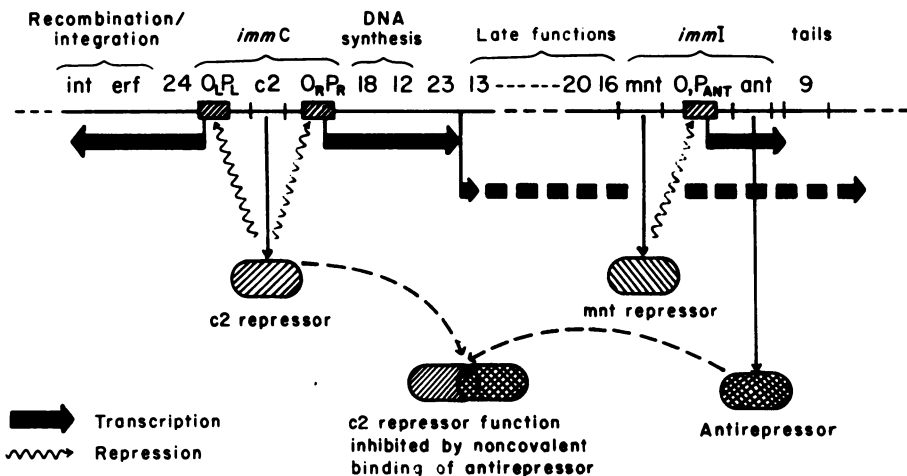 Recombination/
integration
immC
DNA
synthesis
Late functions
immI
tails
int erf 24 OLPL c2 ORPR 18 12 23 13------20 16 mnt O,PANT ant 9
c2 repressor
mnt repressor
Antirepressor
c2 repressor function
inhibited by noncovalent
binding of antirepressor
Transcription
Repression